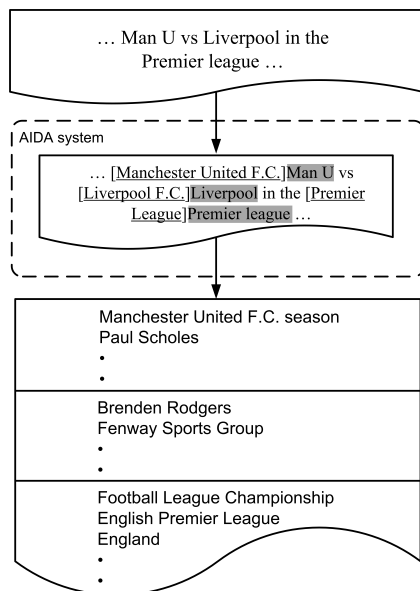 … Man U vs Liverpool in the
Premier league …
AIDA system
… [Manchester United F.C.]Man U vs
[Liverpool F.C.]Liverpool in the [Premier
League]Premier league …
Manchester United F.C. season
Paul Scholes
•
•
Brenden Rodgers
Fenway Sports Group
•
•
Football League Championship
English Premier League
England
•
•